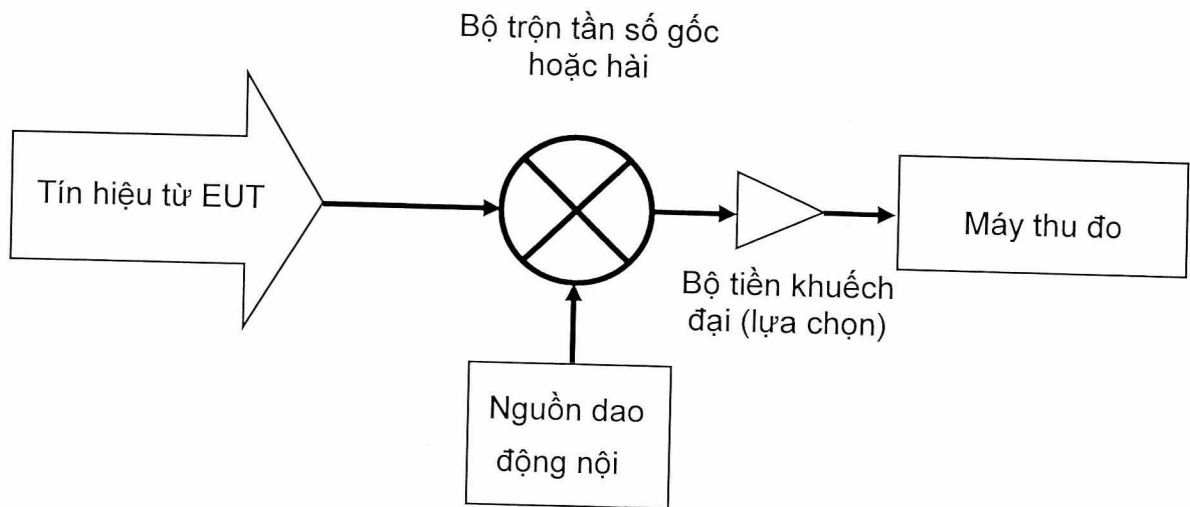 Bộ trộn tần số gốc
hoặc hài
Tín hiệu từ EUT
Máy thu đo
Bộ tiền khuếch
đại (lựa chọn)
Nguồn dao
động nội